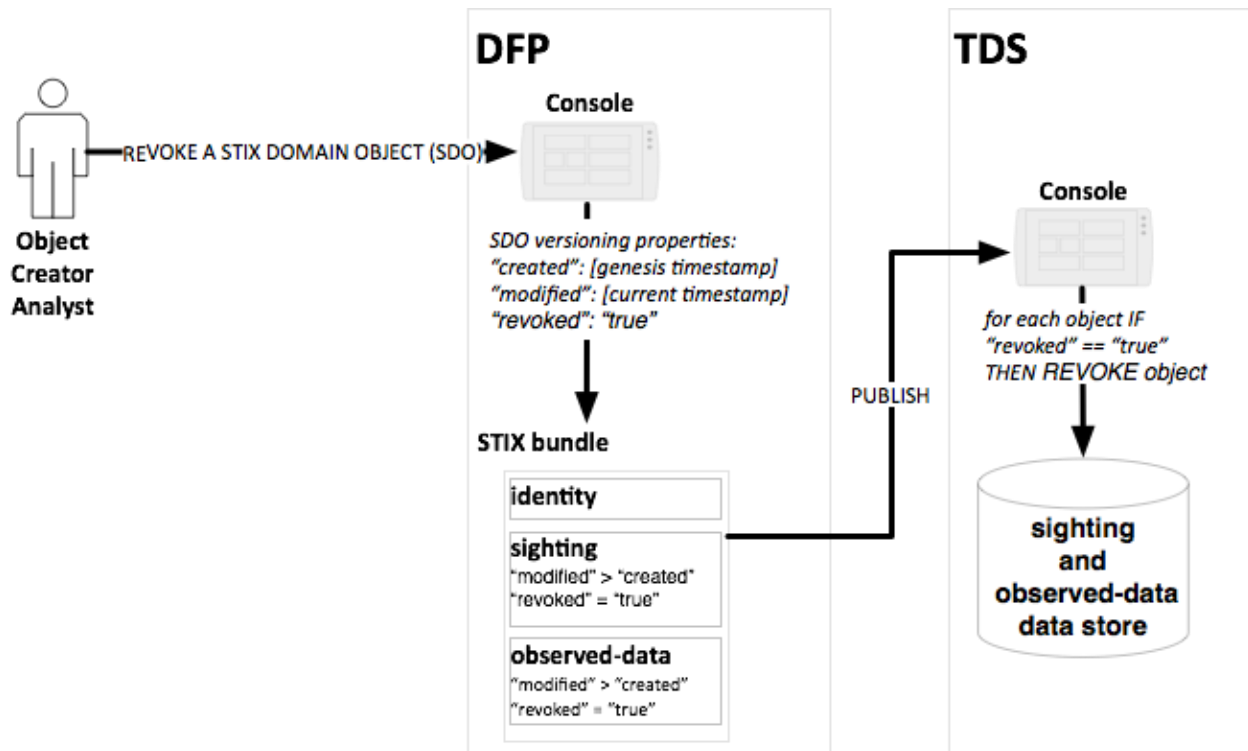 DFP
Console
REVOKE A STIX DOMAIN OBJECT (SDO)
Object
Creator
Analyst
SDO versioning properties:
“created”: [genesis timestamp]
“modified”: [current timestamp]
“revoked”: “true”
STIX bundle
identity
sighting
“modified” > “created”
“revoked” = “true”
observed-data
“modified” > “created”
“revoked” = “true”
PUBLISH
TDS
Console
for each object IF
“revoked” == “true”
THEN REVOKE object
sighting
and
observed-data
data store